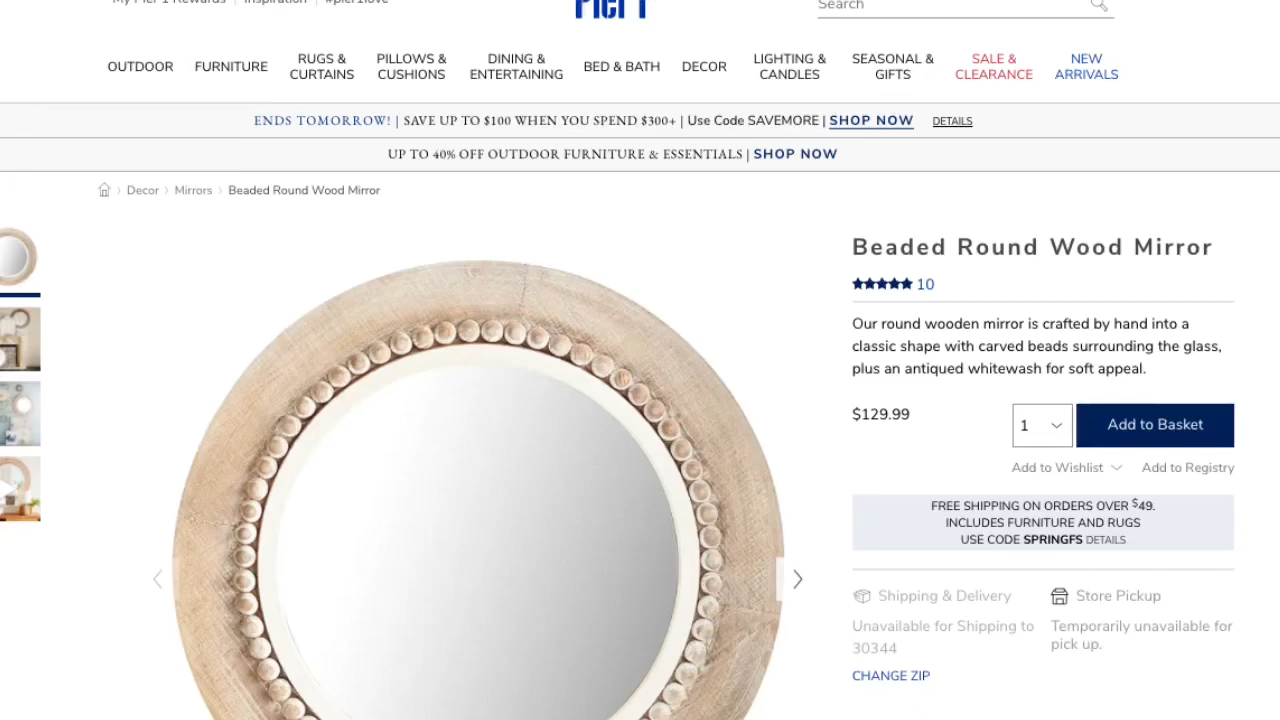 My Pier 1 Rewards | Inspiration | #pier1love
Pier 1
Search
OUTDOOR
FURNITURE
RUGS &
CURTAINS
PILLOWS &
CUSHIONS
DINING &
ENTERTAINING
BED & BATH
DECOR
LIGHTING &
CANDLES
SEASONAL &
GIFTS
SALE &
CLEARANCE
NEW
ARRIVALS
ENDS TOMORROW! | SAVE UP TO $100 WHEN YOU SPEND $300+ | Use Code SAVEMORE | SHOP NOW DETAILS
UP TO 40% OFF OUTDOOR FURNITURE & ESSENTIALS | SHOP NOW
Decor › Mirrors › Beaded Round Wood Mirror
Beaded Round Wood Mirror
10
Our round wooden mirror is crafted by hand into a
classic shape with carved beads surrounding the glass,
plus an antiqued whitewash for soft appeal.
$129.99
1
Add to Basket
Add to Wishlist
Add to Registry
FREE SHIPPING ON ORDERS OVER $49.
INCLUDES FURNITURE AND RUGS
USE CODE SPRINGFS DETAILS
Shipping & Delivery
Unavailable for Shipping to
30344
CHANGE ZIP
Store Pickup
Temporarily unavailable for
pick up.